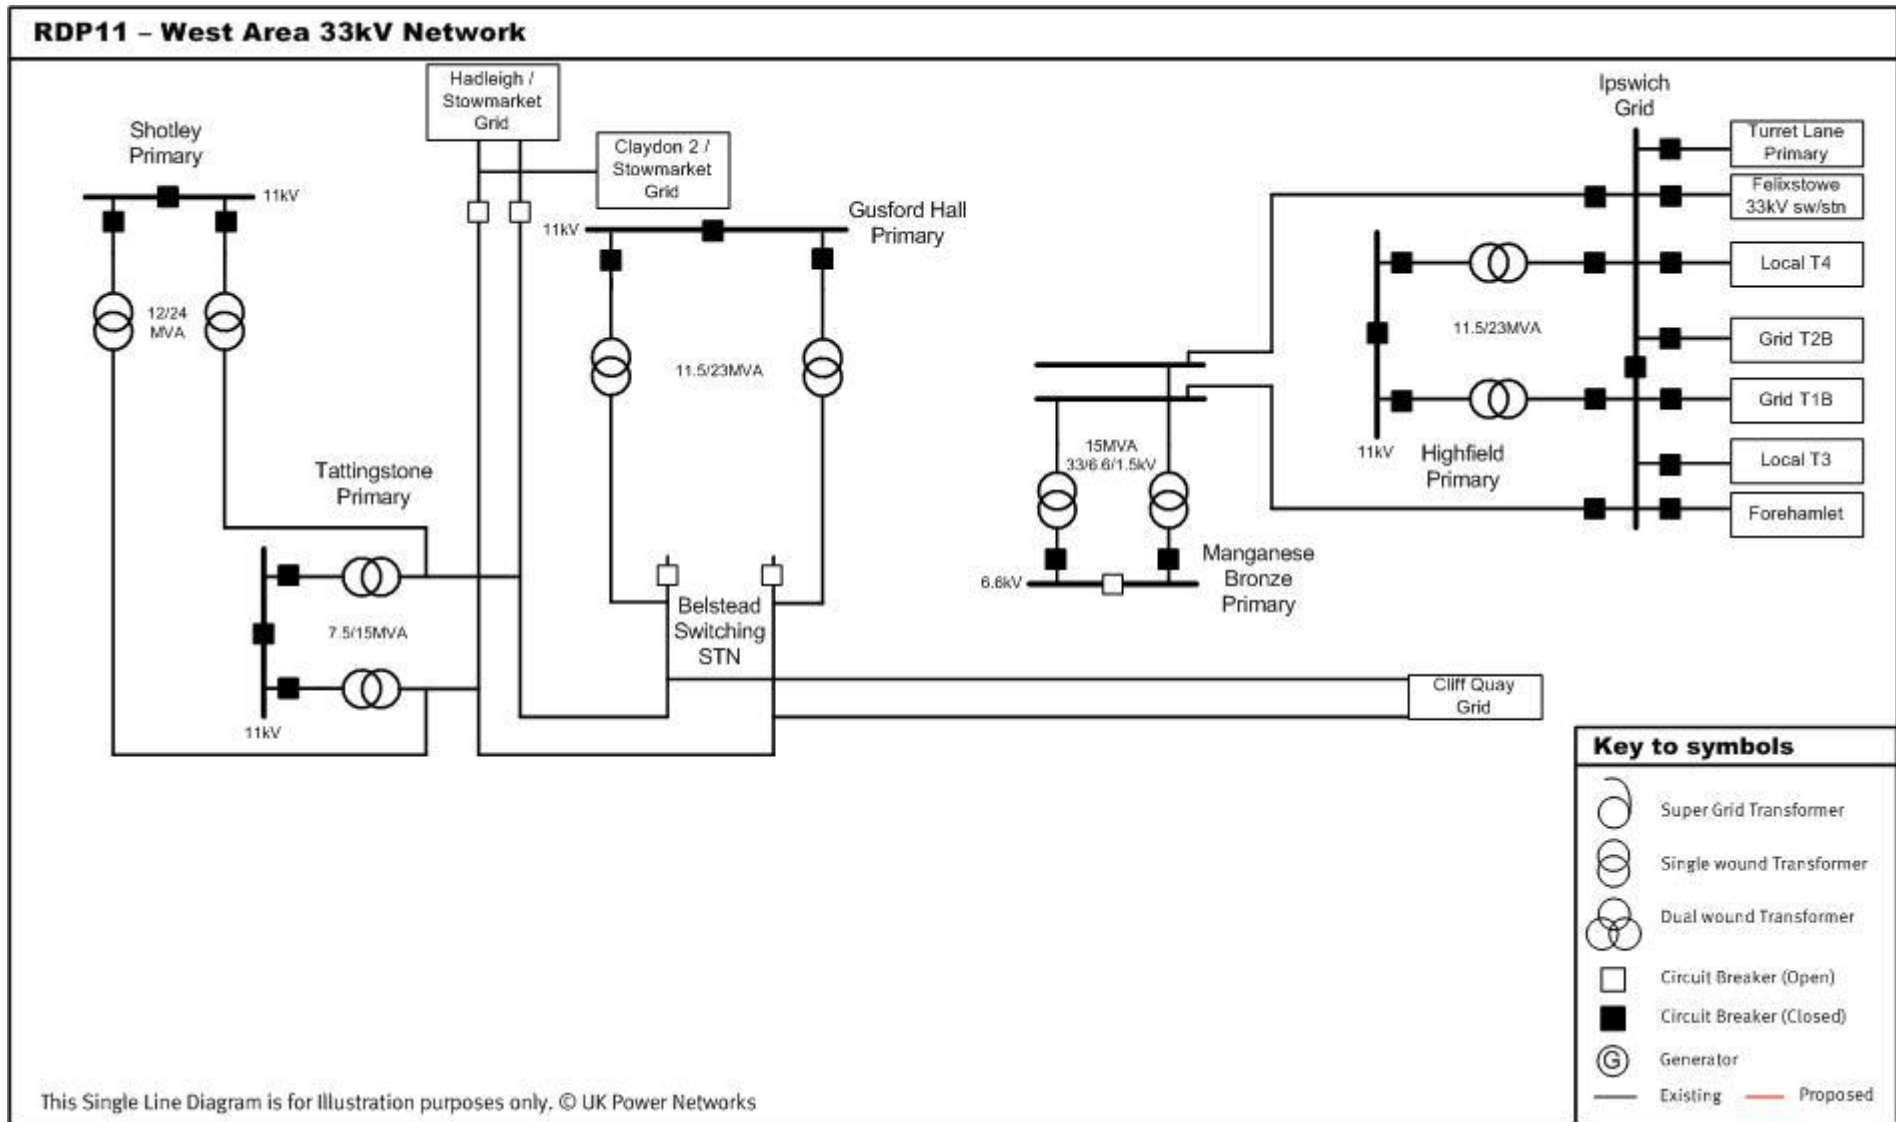 RDP11 – West Area 33kV Network
Hadleigh /
Stowmarket
Grid
Claydon 2 /
Stowmarket
Grid
Shotley
Primary
11kV
12/24
MVA
Gusford Hall
Primary
11kV
11.5/23MVA
Tattingstone
Primary
7.5/15MVA
11kV
Belstead
Switching
STN
15MVA
33/6.6/1.5kV
6.6kV
Manganese
Bronze
Primary
Ipswich
Grid
Turret Lane
Primary
Felixstowe
33kV sw/stn
Local T4
Grid T2B
Grid T1B
Local T3
Forehamlet
11.5/23MVA
11kV
Highfield
Primary
Cliff Quay
Grid
Key to symbols
Super Grid Transformer
Single wound Transformer
Dual wound Transformer
Circuit Breaker (Open)
Circuit Breaker (Closed)
G
Generator
Existing
Proposed
This Single Line Diagram is for Illustration purposes only. © UK Power Networks